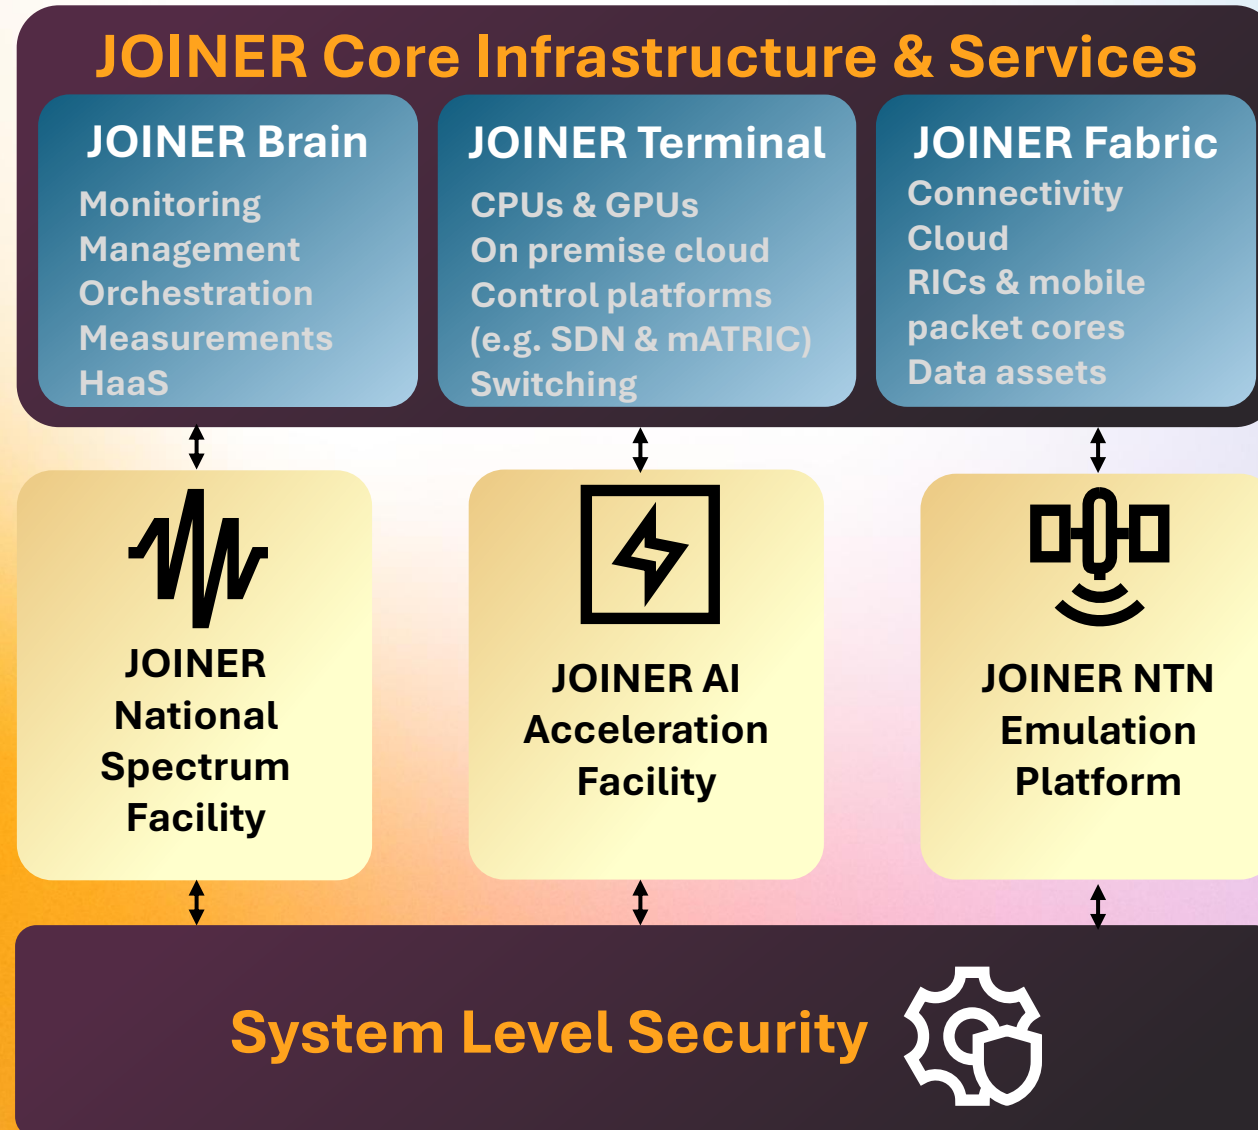 JOINER Core Infrastructure & Services
JOINER Brain
Monitoring
Management
Orchestration
Measurements
HaaS
JOINER Terminal
CPUs & GPUs
On premise cloud
Control platforms
(e.g. SDN & mATRIC)
Switching
JOINER Fabric
Connectivity
Cloud
RICs & mobile
packet cores
Data assets
JOINER
National
Spectrum
Facility
JOINER AI
Acceleration
Facility
JOINER NTN
Emulation
Platform
System Level Security